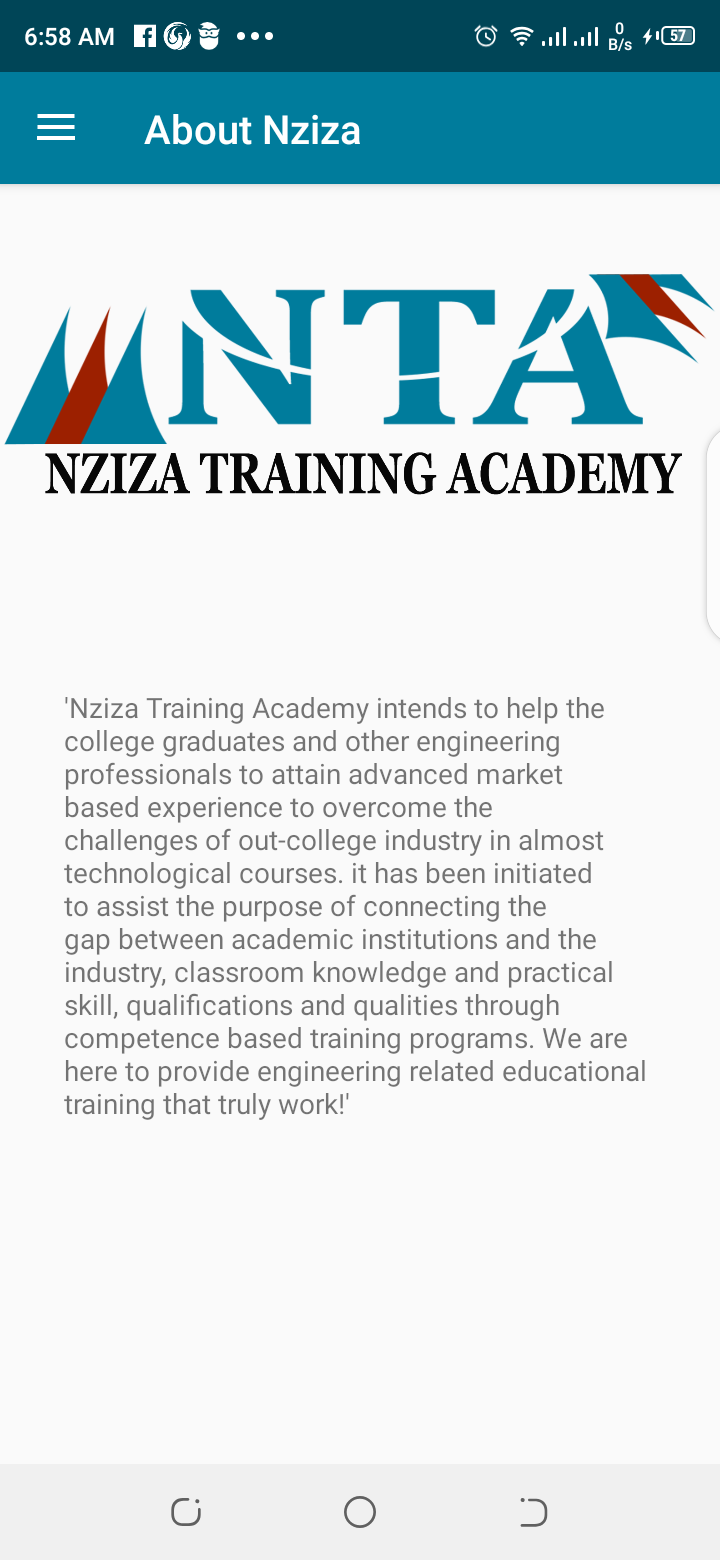 6:58 AM
0
B/s
57
About Nziza
NTA
NZIZA TRAINING ACADEMY
'Nziza Training Academy intends to help the
college graduates and other engineering
professionals to attain advanced market
based experience to overcome the
challenges of out-college industry in almost
technological courses. it has been initiated
to assist the purpose of connecting the
gap between academic institutions and the
industry, classroom knowledge and practical
skill, qualifications and qualities through
competence based training programs. We are
here to provide engineering related educational
training that truly work!'